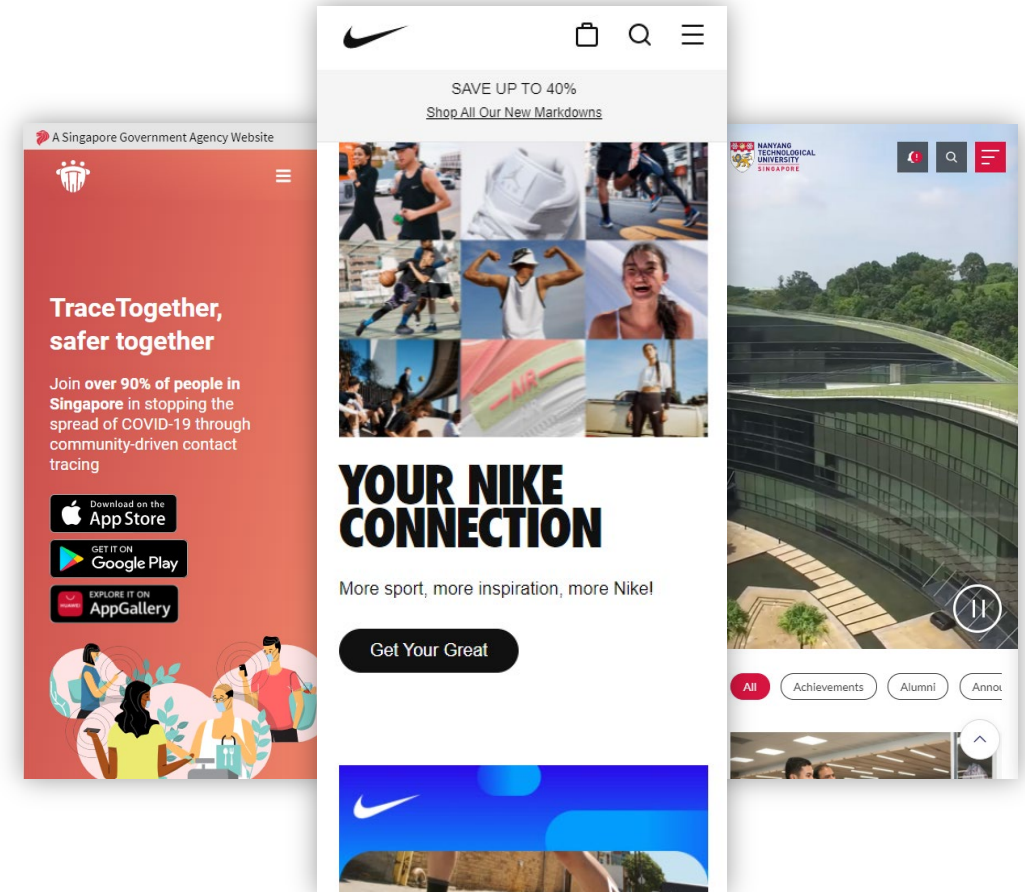 A Singapore Government Agency Website
TraceTogether,
safer together
Join over 90% of people in
Singapore in stopping the
spread of COVID-19 through
community-driven contact
tracing
Download on the
App Store
GET IT ON
Google Play
HUAWEI
EXPLORE IT ON
AppGallery
SAVE UP TO 40%
Shop All Our New Markdowns
AIR
YOUR NIKE
CONNECTION
More sport, more inspiration, more Nike!
Get Your Great
NANYANG
TECHNOLOGICAL
UNIVERSITY
SINGAPORE
All
Achievements
Alumni
Annou